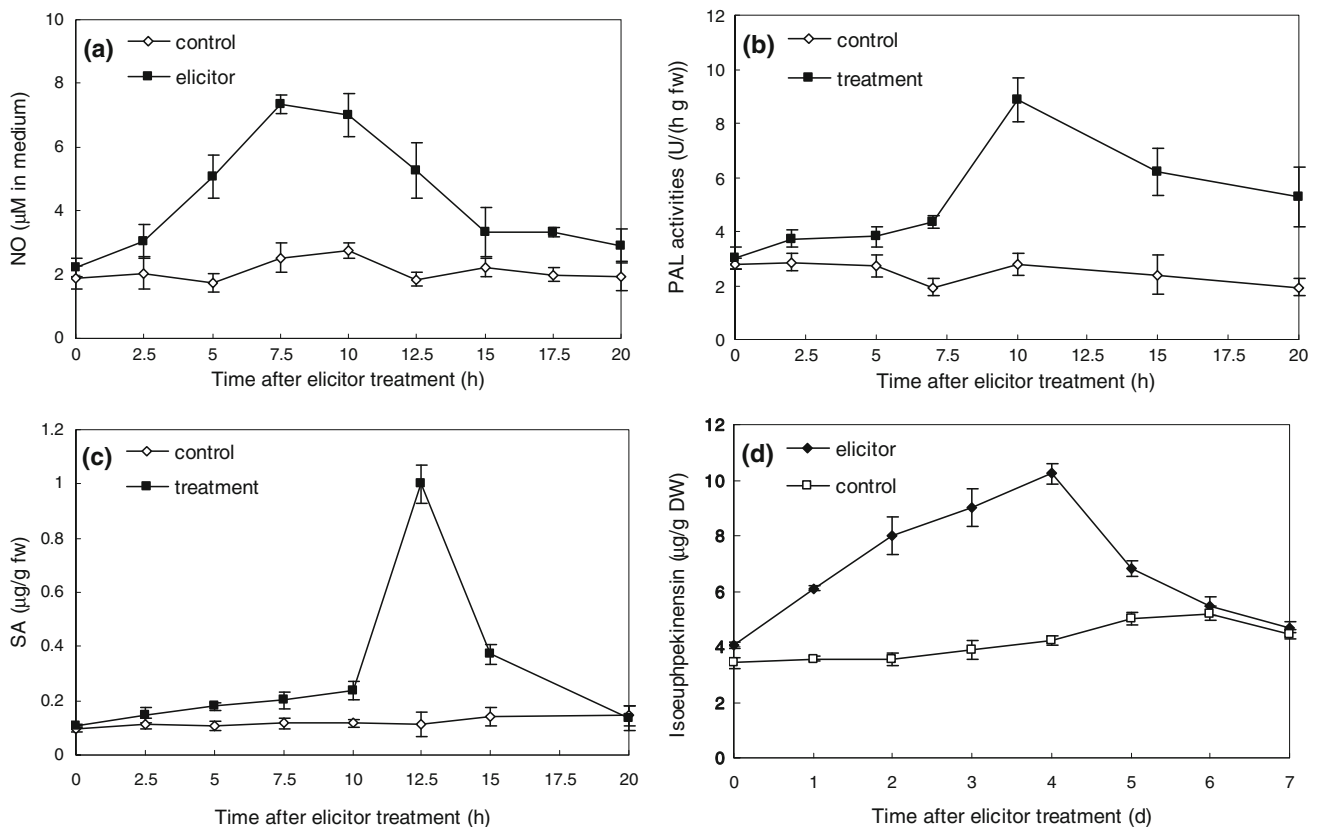 (a)
control
elicitor
NO (µM in medium)
10
8
6
4
2
0
0 2.5 5 7.5 10 12.5 15 17.5 20
Time after elicitor treatment (h)
(b)
control
treatment
PAL activities (U/(h g fw))
12
10
8
6
4
2
0
0 2.5 5 7.5 10 12.5 15 17.5 20
Time after elicitor treatment (h)
(c)
control
treatment
SA (µg/g fw)
1.2
1
0.8
0.6
0.4
0.2
0
0 2.5 5 7.5 10 12.5 15 17.5 20
Time after elicitor treatment (h)
(d)
elicitor
control
Isoeuphpekinensin (µg/g DW)
12
10
8
6
4
2
0
0 1 2 3 4 5 6 7
Time after elicitor treatment (d)